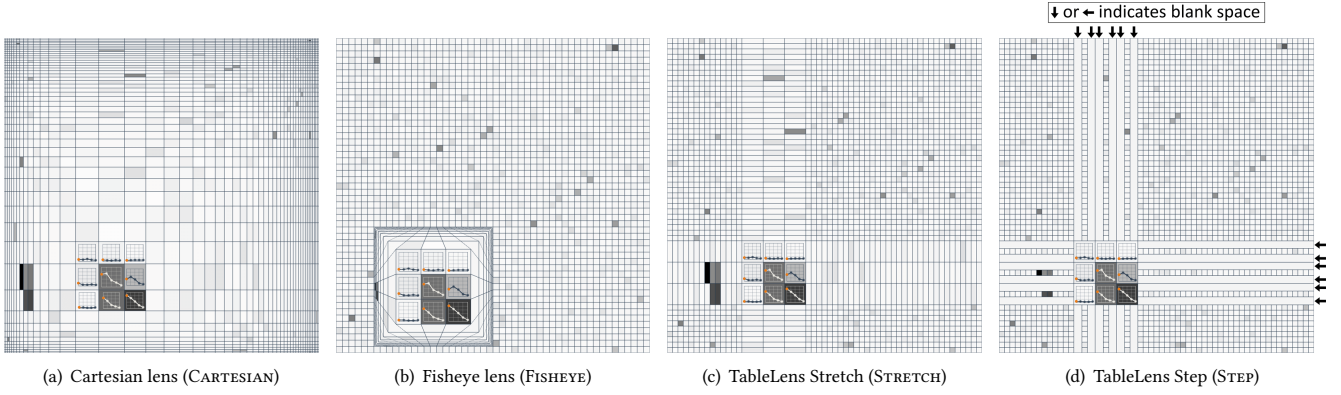 ↓ or ← indicates blank space
(a) Cartesian lens (CARTESIAN)
(b) Fisheye lens (FISHEYE)
(c) TableLens Stretch (STRETCH)
(d) TableLens Step (STEP)